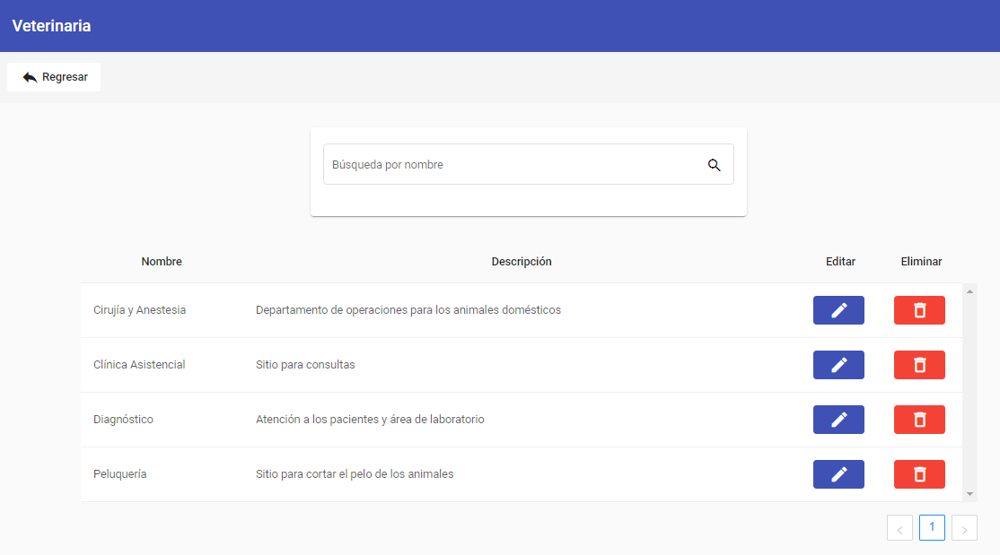 Veterinaria
Regresar
Búsqueda por nombre
Nombre Descripción Editar Eliminar
Cirujía y Anestesia Departamento de operaciones para los animales domésticos
Clínica Asistencial Sitio para consultas
Diagnóstico Atención a los pacientes y área de laboratorio
Peluquería Sitio para cortar el pelo de los animales
< 1 >